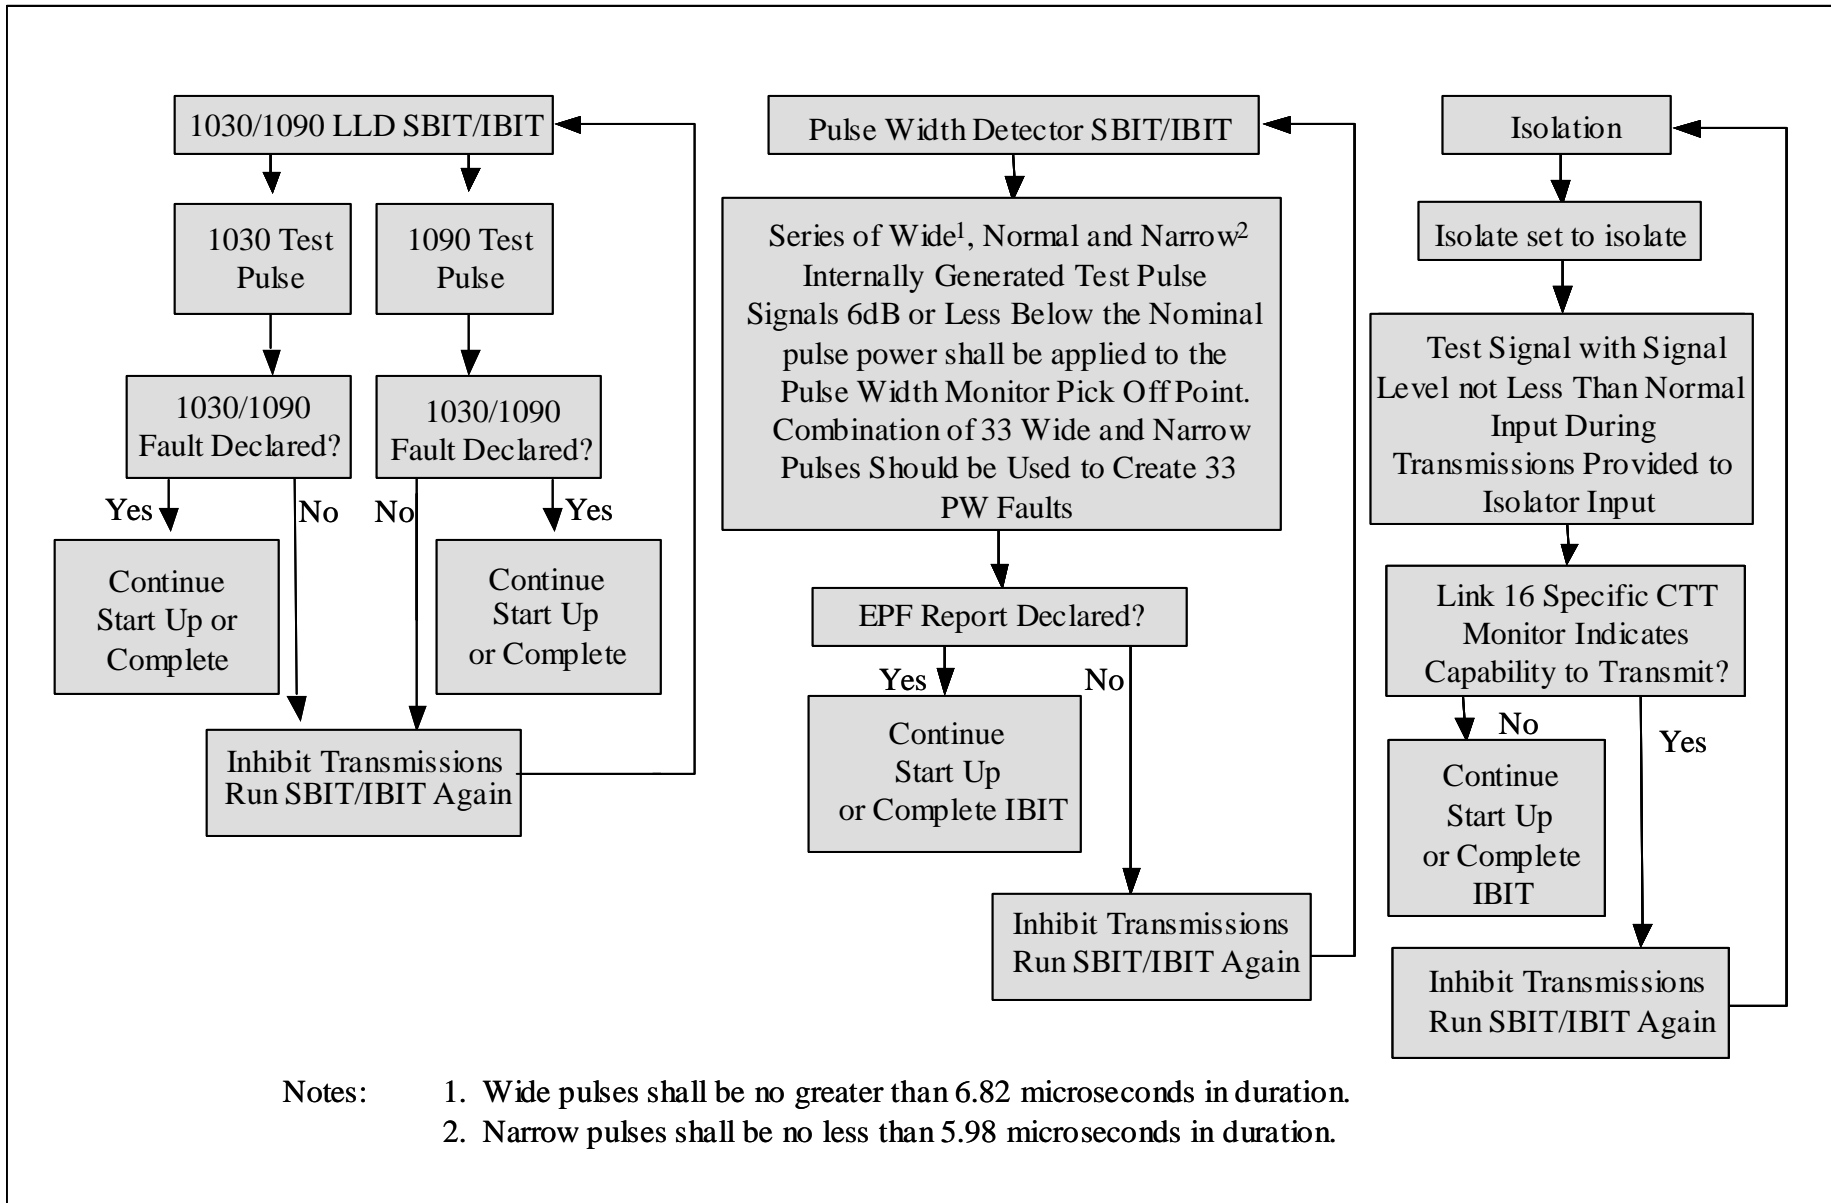 1030/1090 LLD SBIT/IBIT
1030 Test
Pulse
1090 Test
Pulse
1030/1090
Fault Declared?
1030/1090
Fault Declared?
Yes
No
No
Yes
Continue
Start Up or
Complete
Continue
Start Up
or Complete
Inhibit Transmissions
Run SBIT/IBIT Again
Pulse Width Detector SBIT/IBIT
Series of Wide1, Normal and Narrow2
Internally Generated Test Pulse
Signals 6dB or Less Below the Nominal
pulse power shall be applied to the
Pulse Width Monitor Pick Off Point.
Combination of 33 Wide and Narrow
Pulses Should be Used to Create 33
PW Faults
EPF Report Declared?
Yes
No
Continue
Start Up
or Complete IBIT
Inhibit Transmissions
Run SBIT/IBIT Again
Isolation
Isolate set to isolate
Test Signal with Signal
Level not Less Than Normal
Input During
Transmissions Provided to
Isolator Input
Link 16 Specific CTT
Monitor Indicates
Capability to Transmit?
No
Yes
Continue
Start Up
or Complete
IBIT
Inhibit Transmissions
Run SBIT/IBIT Again
Notes: 1. Wide pulses shall be no greater than 6.82 microseconds in duration.
2. Narrow pulses shall be no less than 5.98 microseconds in duration.